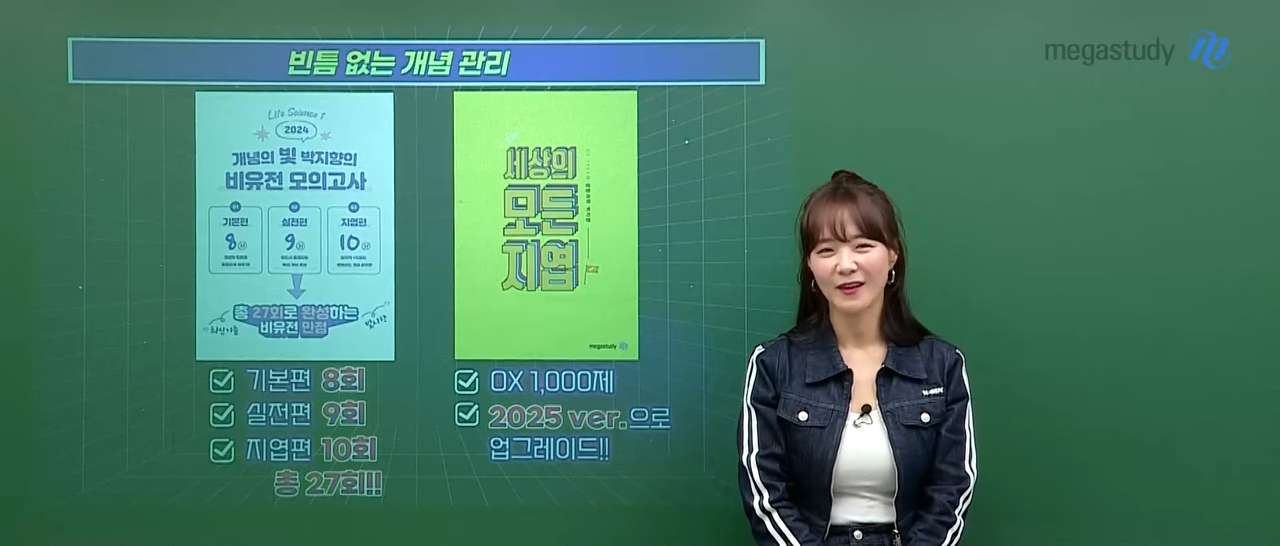 빈틈 없는 개념 관리
megastudy
Life Science 1
2024
개념의 빛 박지향의
비유전 모의고사
기본편
8회
실전편
9회
지엽편
10회
총 27회로 완성하는
비유전 만점
세상의
모든
지엽
megastudy
기본편 8회
실전편 9회
지엽편 10회
총 27회!!
OX 1,000제
2025 ver.으로
업그레이드!!